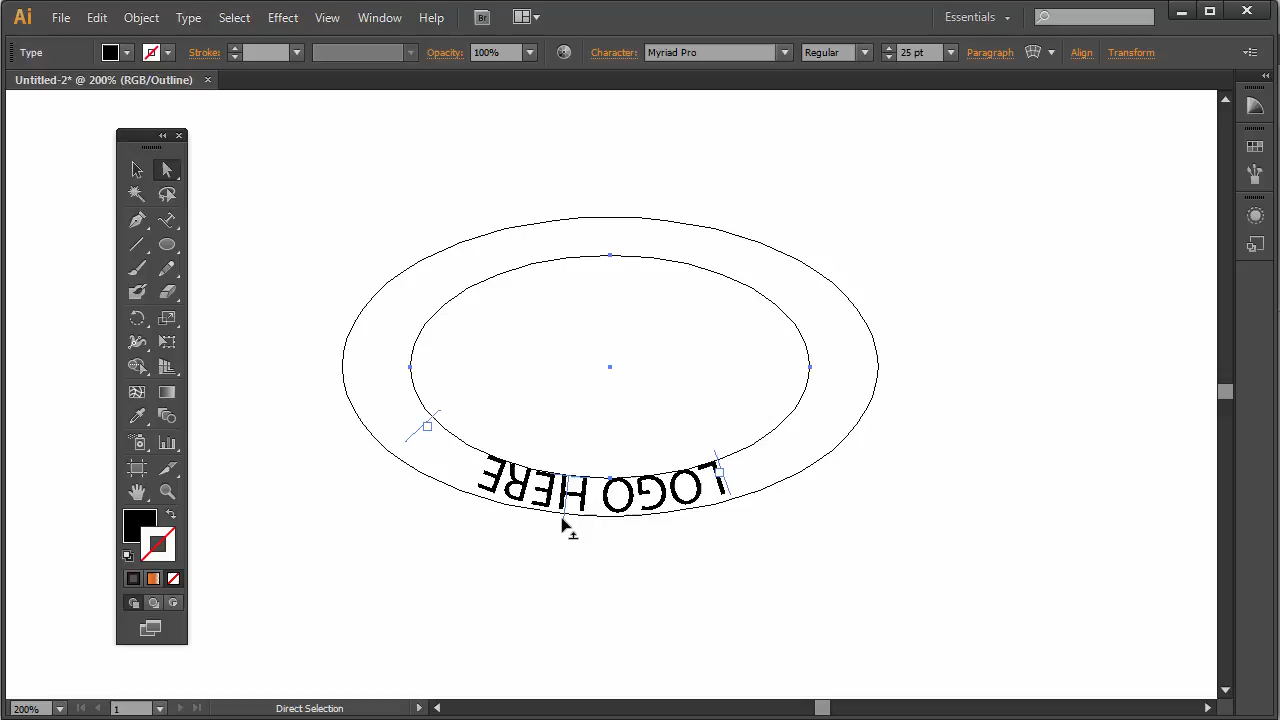 Ai File Edit Object Type Select Effect View Window Help Br Essentials
Type Stroke: Opacity: 100% Character: Myriad Pro Regular 25 pt Paragraph Align Transform
Untitled-2* @ 200% (RGB/Outline) ×
LOGO HERE
200% 1 Direct Selection